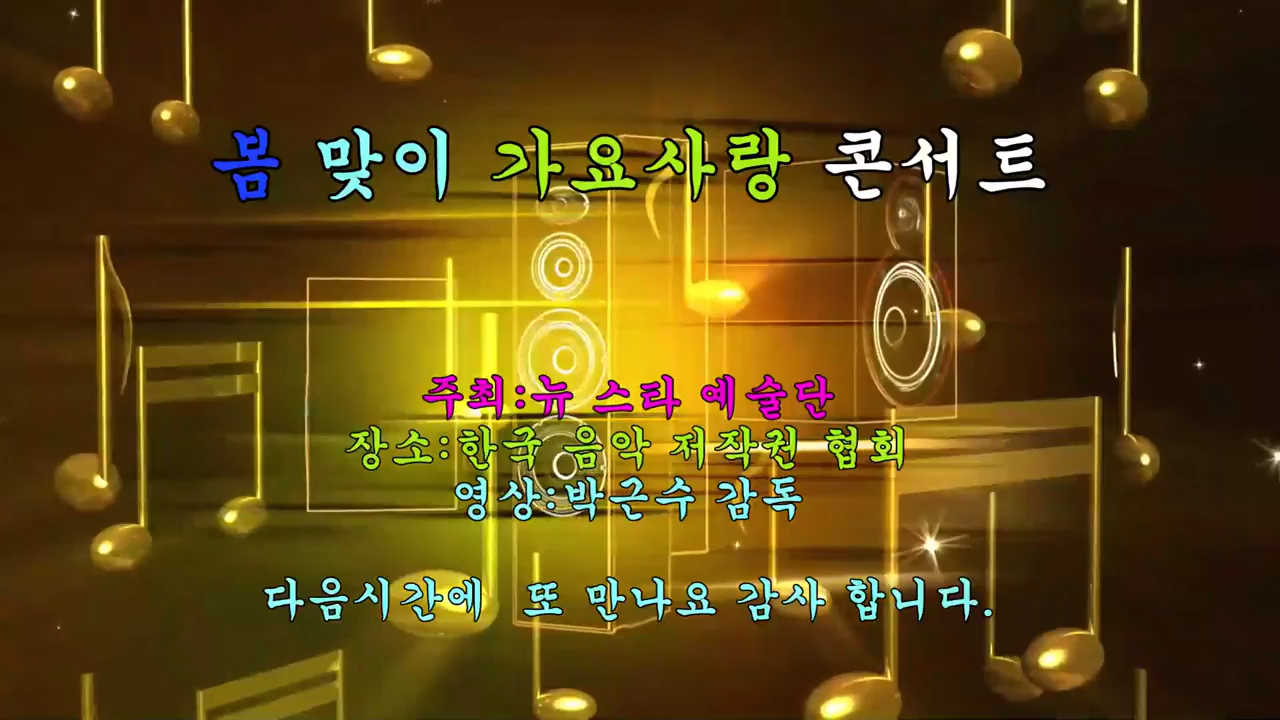 봄 맞이 가요사랑 콘서트
주최:뉴 스타 예술단
장소:한국 음악 저작권 협회
영상:박근수 감독
다음시간에 또 만나요 감사 합니다.